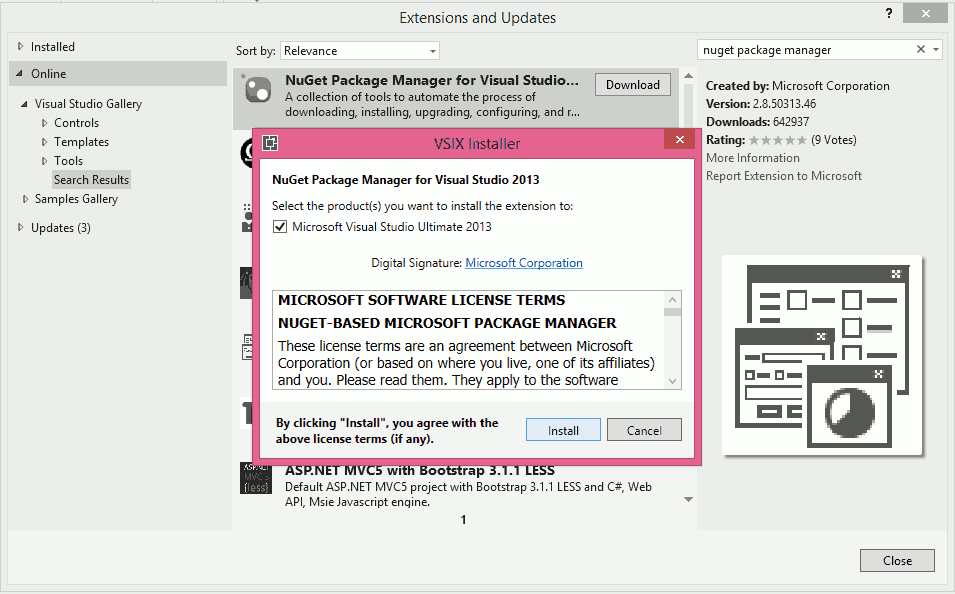 Extensions and Updates
?
Installed
Online
Visual Studio Gallery
Controls
Templates
Tools
Search Results
Samples Gallery
Updates (3)
Sort by: Relevance
NuGet Package Manager for Visual Studio...
A collection of tools to automate the process of
downloading, installing, upgrading, configuring, and r...
Download
VSIX Installer
NuGet Package Manager for Visual Studio 2013
Select the product(s) you want to install the extension to:
Microsoft Visual Studio Ultimate 2013
Digital Signature: Microsoft Corporation
MICROSOFT SOFTWARE LICENSE TERMS
NUGET-BASED MICROSOFT PACKAGE MANAGER
These license terms are an agreement between Microsoft
Corporation (or based on where you live, one of its affiliates)
and you. Please read them. They apply to the software
By clicking "Install", you agree with the
above license terms (if any).
Install
Cancel
ASP.NET MVC5 with Bootstrap 3.1.1 LESS
Default ASP.NET MVC5 project with Bootstrap 3.1.1 LESS and C#, Web
API, Msie Javascript engine.
ASP.NET
MVC5
{less}
1
nuget package manager
Created by: Microsoft Corporation
Version: 2.8.50313.46
Downloads: 642937
Rating: (9 Votes)
More Information
Report Extension to Microsoft
Close